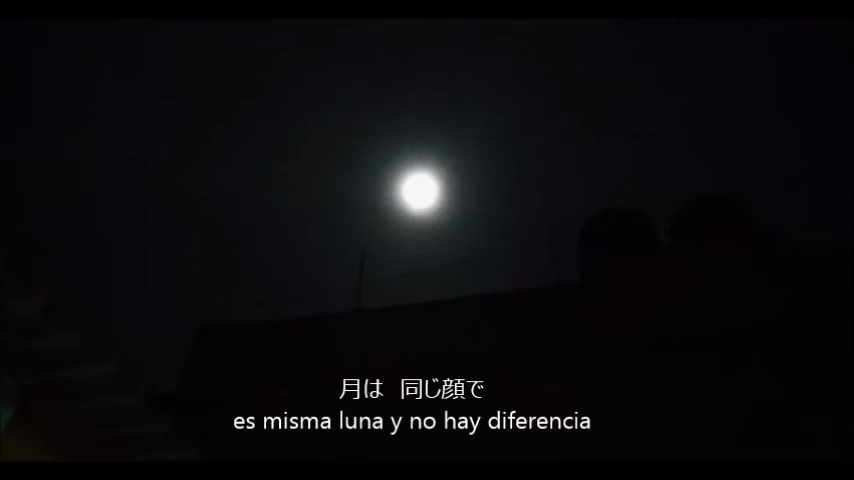 月は　同じ顔で
es misma luna y no hay diferencia